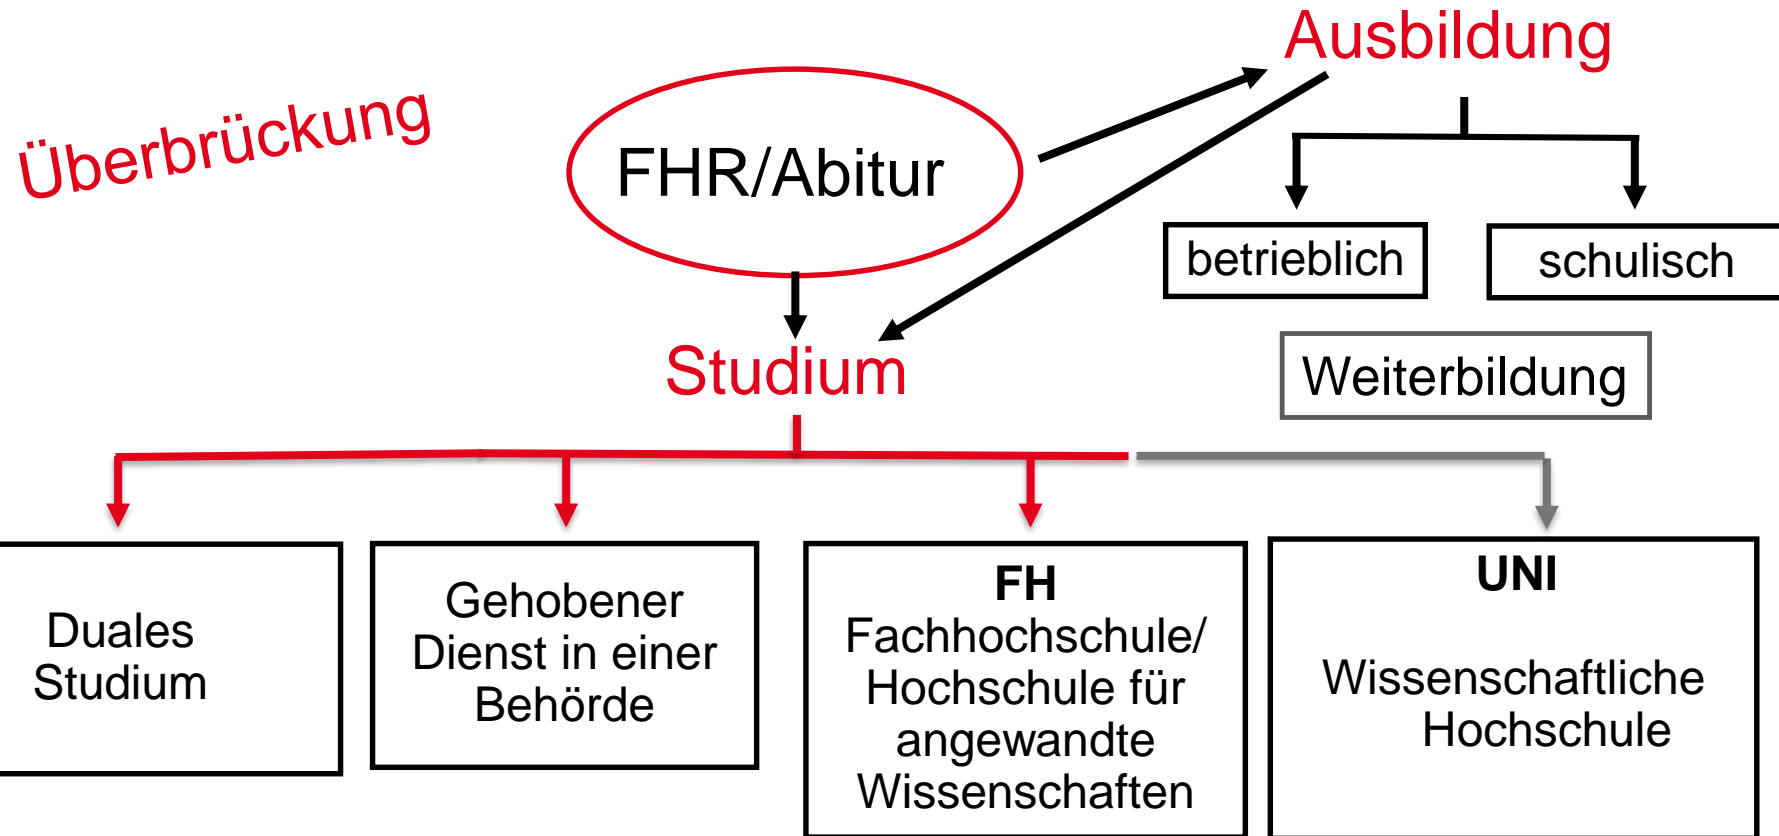 Ausbildung
Überbrückung
FHR/Abitur
betrieblich
schulisch
Studium
Weiterbildung
Duales
Studium
Gehobener
Dienst in einer
Behörde
FH
Fachhochschule/
Hochschule für
angewandte
Wissenschaften
UNI
Wissenschaftliche
Hochschule